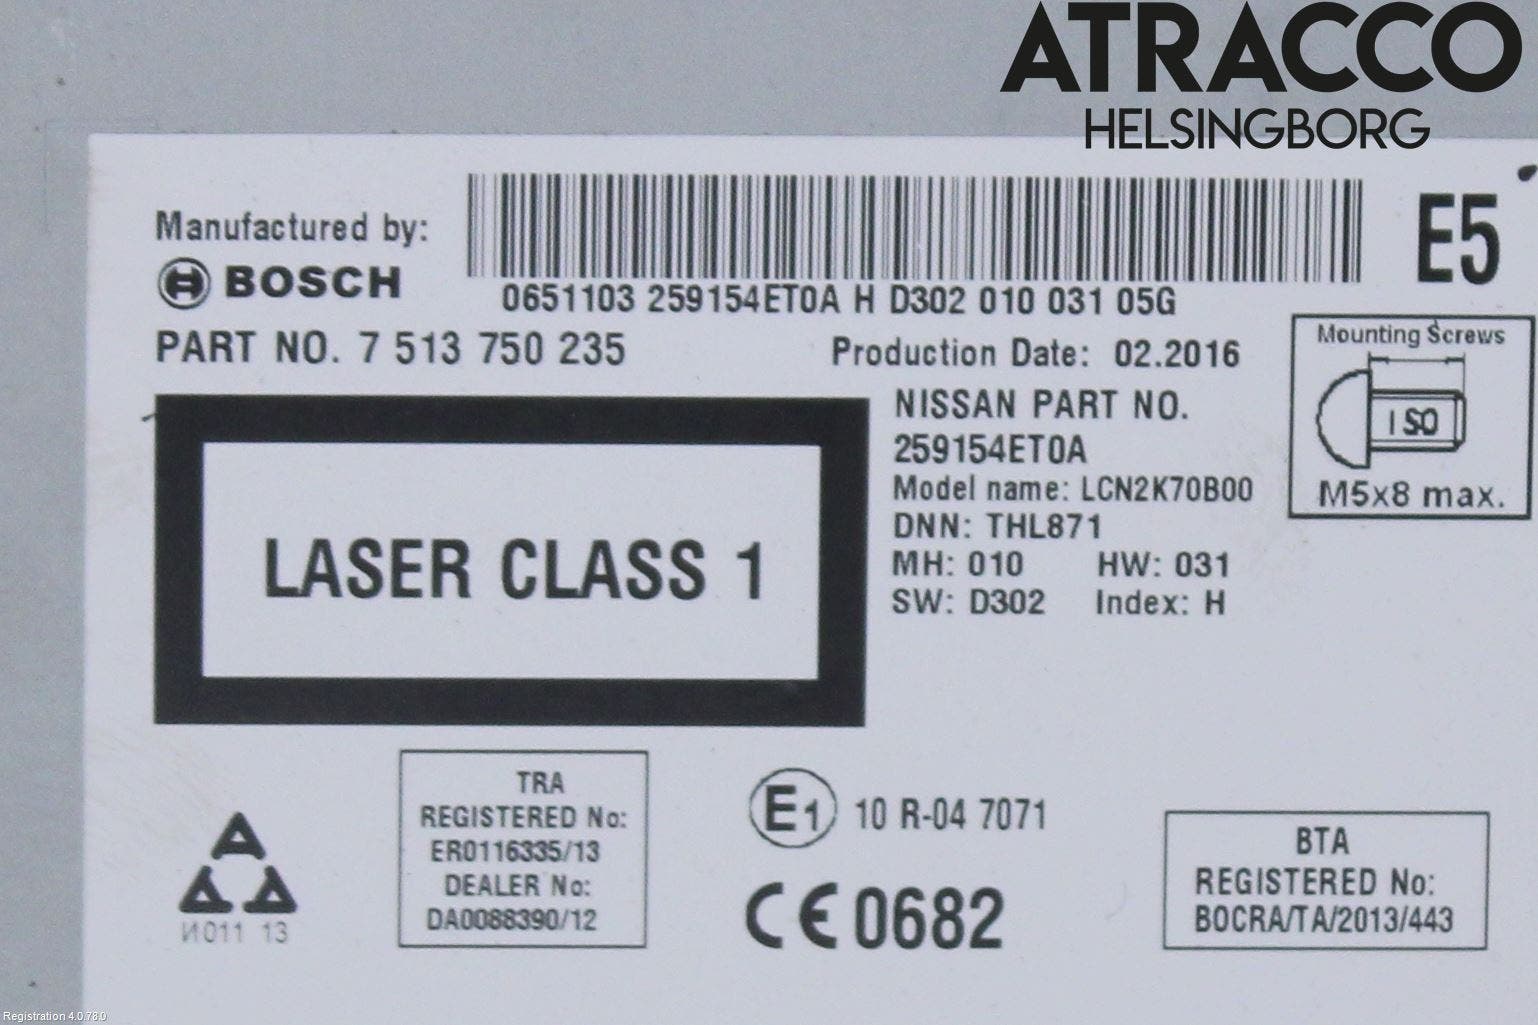 ATRACCO
HELSINGBORG
Manufactured by:
BOSCH
0651103 259154ET0A H D302 010 031 05G
E5
PART NO. 7 513 750 235
Production Date: 02.2016
Mounting Screws
ISO
M5x8 max.
NISSAN PART NO.
259154ET0A
Model name: LCN2K70B00
DNN: THL871
MH: 010 HW: 031
SW: D302 Index: H
LASER CLASS 1
TRA
REGISTERED No:
ER0116335/13
DEALER No:
DA0088390/12
E1 10 R-04 7071
CE 0682
BTA
REGISTERED No:
BOCRA/TA/2013/443
И011 13
Registration 4.0.78.0